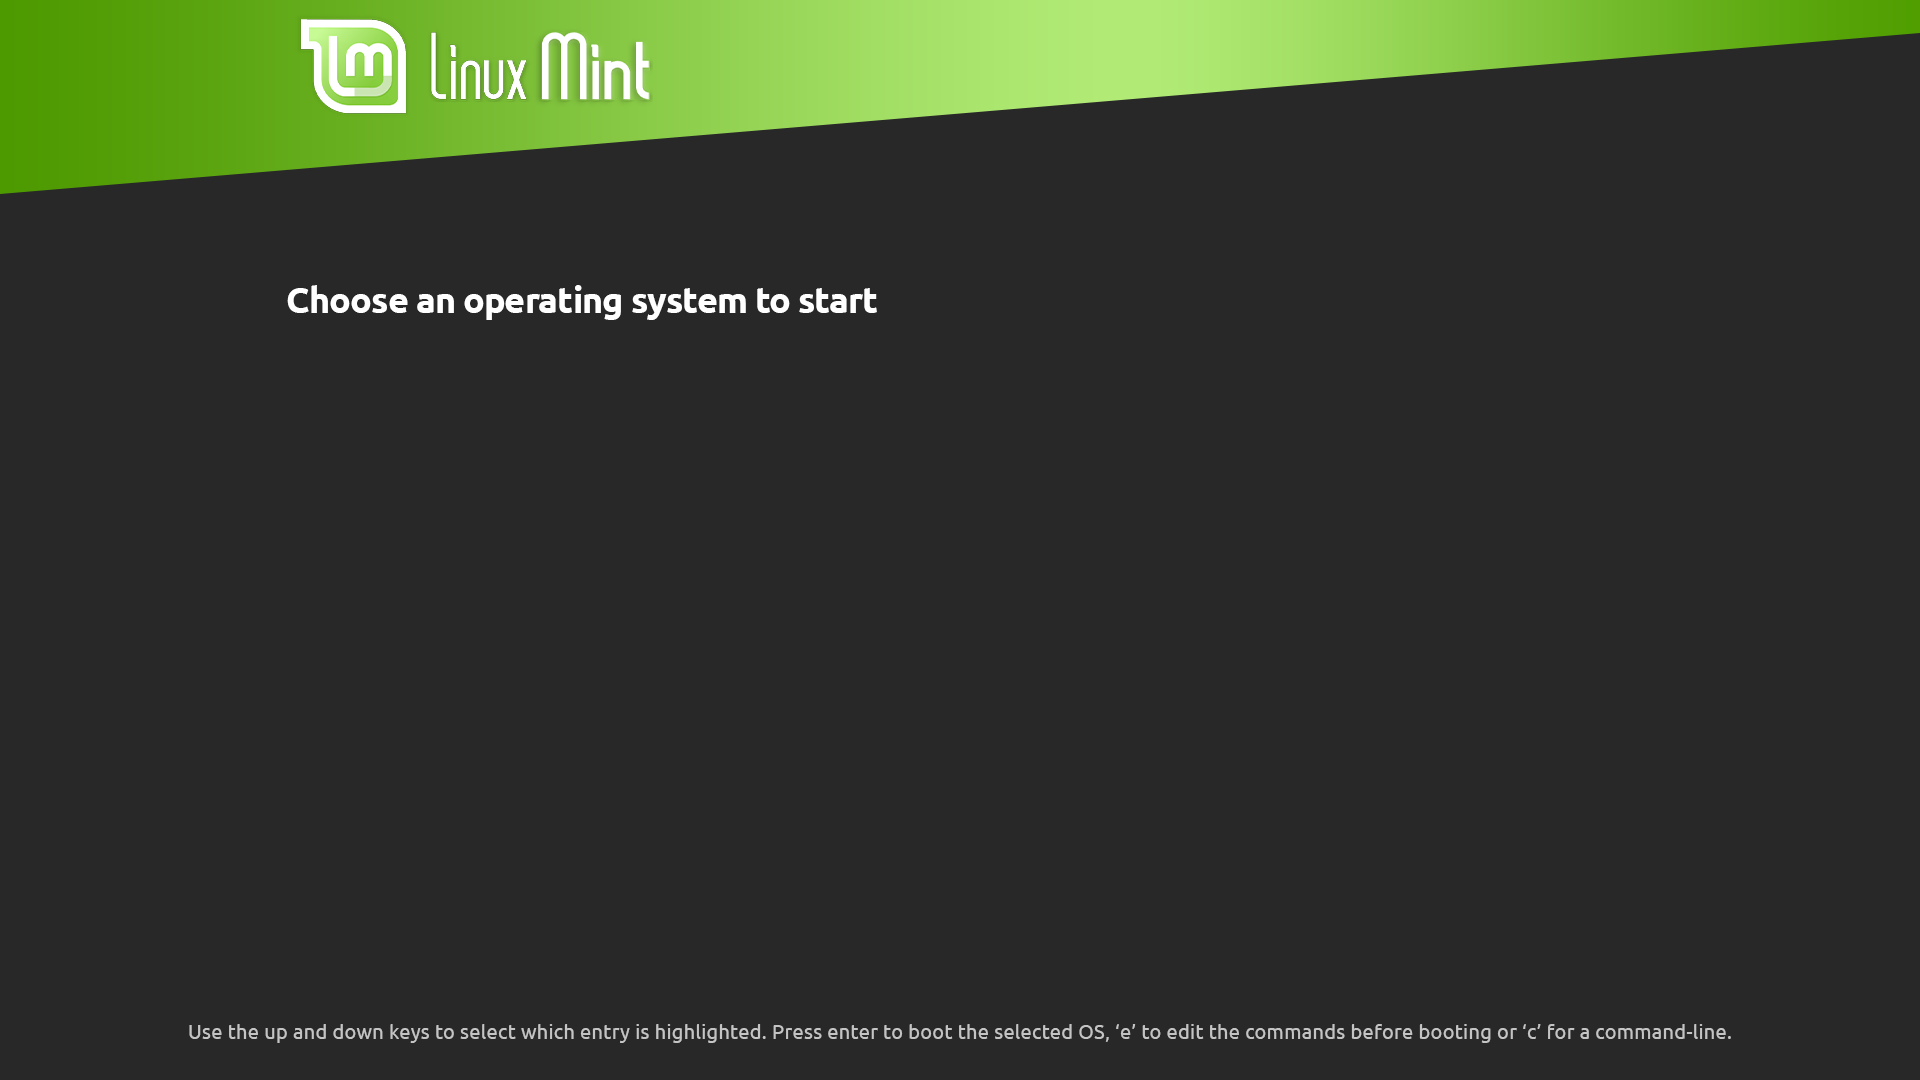 lm Linux Mint
Choose an operating system to start
Use the up and down keys to select which entry is highlighted. Press enter to boot the selected OS, ‘e’ to edit the commands before booting or ‘c’ for a command-line.